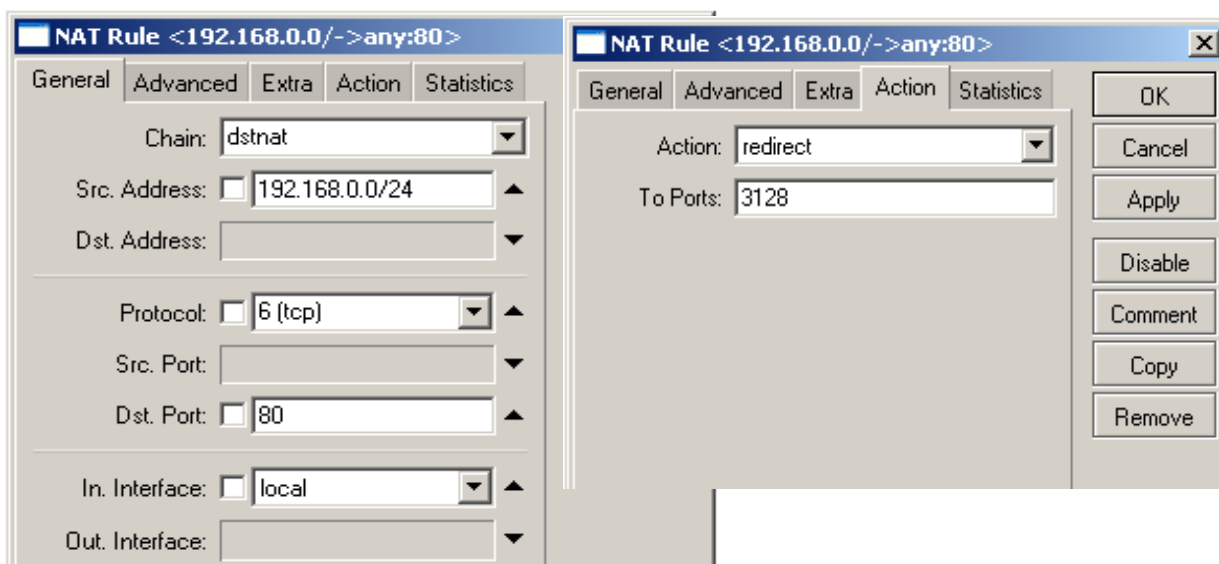 NAT Rule <192.168.0.0/->any:80>
General Advanced Extra Action Statistics
Chain: dstnat
Src. Address: 192.168.0.0/24
Dst. Address:
Protocol: 6 (tcp)
Src. Port:
Dst. Port: 80
In. Interface: local
Out. Interface:
NAT Rule <192.168.0.0/->any:80>
General Advanced Extra Action Statistics
Action: redirect
To Ports: 3128
OK
Cancel
Apply
Disable
Comment
Copy
Remove